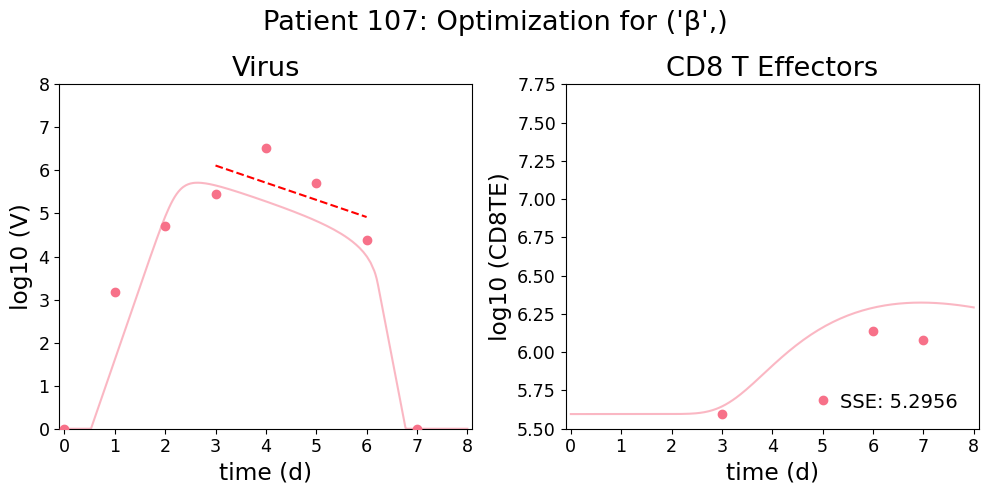 Patient 107: Optimization for ('β',)
Virus
CD8 T Effectors
log10 (V)
8
7
6
5
4
3
2
1
0
0 1 2 3 4 5 6 7 8
time (d)
log10 (CD8TE)
7.75
7.50
7.25
7.00
6.75
6.50
6.25
6.00
5.75
5.50
SSE: 5.2956
0 1 2 3 4 5 6 7 8
time (d)